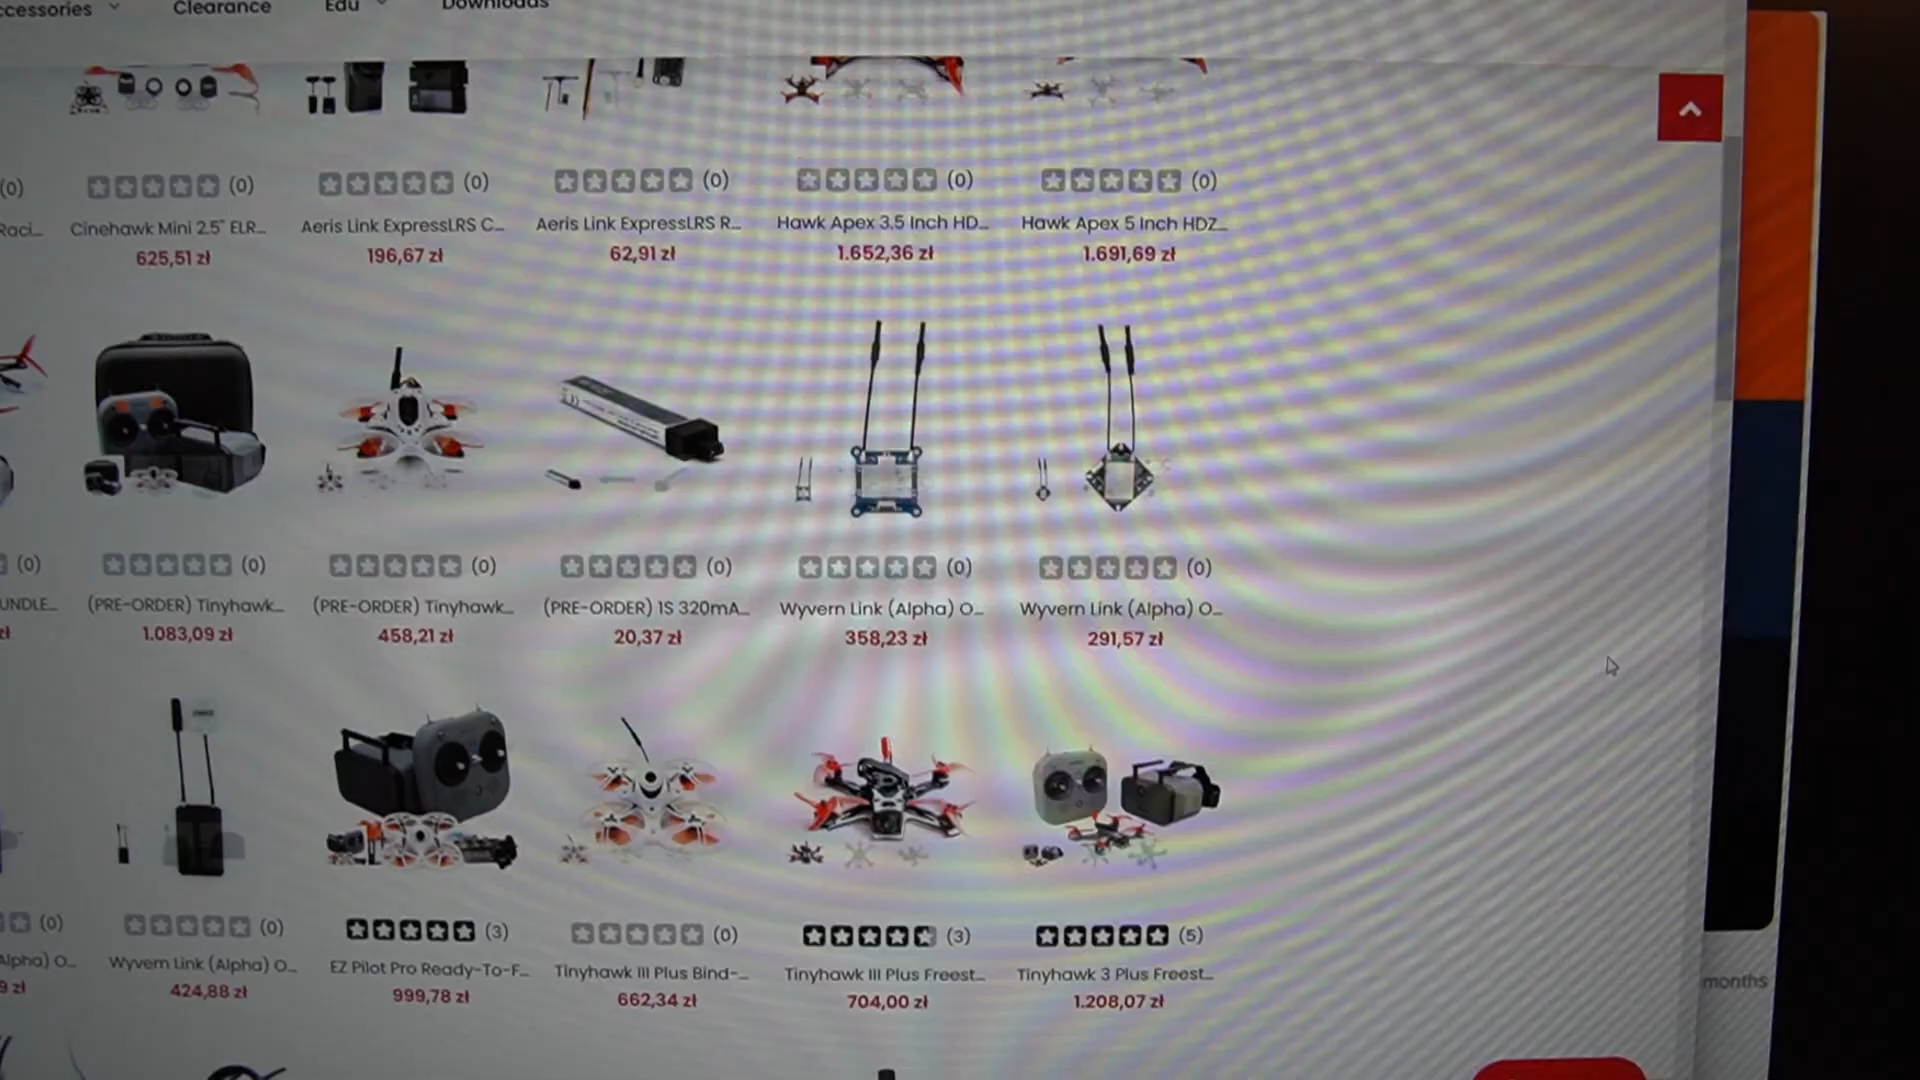 ccessories
Clearance
Edu
Downloads
(0)
(0)
(0)
(0)
(0)
(0)
Raci...
Cinehawk Mini 2.5" ELR...
Aeris Link ExpressLRS C...
Aeris Link ExpressLRS R...
Hawk Apex 3.5 Inch HD...
Hawk Apex 5 Inch HDZ...
625,51 zł
196,67 zł
62,91 zł
1.652,36 zł
1.691,69 zł
(0)
(0)
(0)
(0)
(0)
(0)
UNDLE...
(PRE-ORDER) Tinyhawk...
(PRE-ORDER) Tinyhawk...
(PRE-ORDER) 1S 320mA...
Wyvern Link (Alpha) O...
Wyvern Link (Alpha) O...
zł
1.083,09 zł
458,21 zł
20,37 zł
358,23 zł
291,57 zł
(0)
(0)
(3)
(0)
(3)
(5)
Alpha) O...
Wyvern Link (Alpha) O...
EZ Pilot Pro Ready-To-F...
Tinyhawk III Plus Bind-...
Tinyhawk III Plus Freest...
Tinyhawk 3 Plus Freest...
9 zł
424,88 zł
999,78 zł
662,34 zł
704,00 zł
1.208,07 zł
months